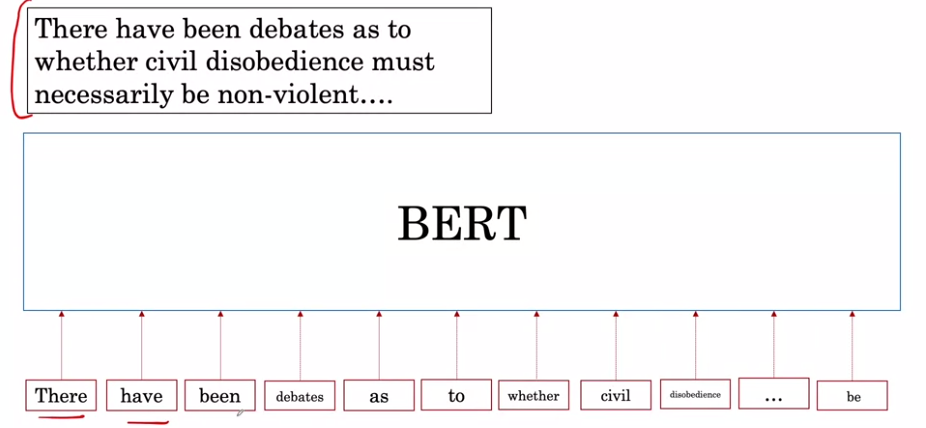 There have been debates as to
whether civil disobedience must
necessarily be non-violent....
BERT
There have been debates as to whether civil disobedience ... be